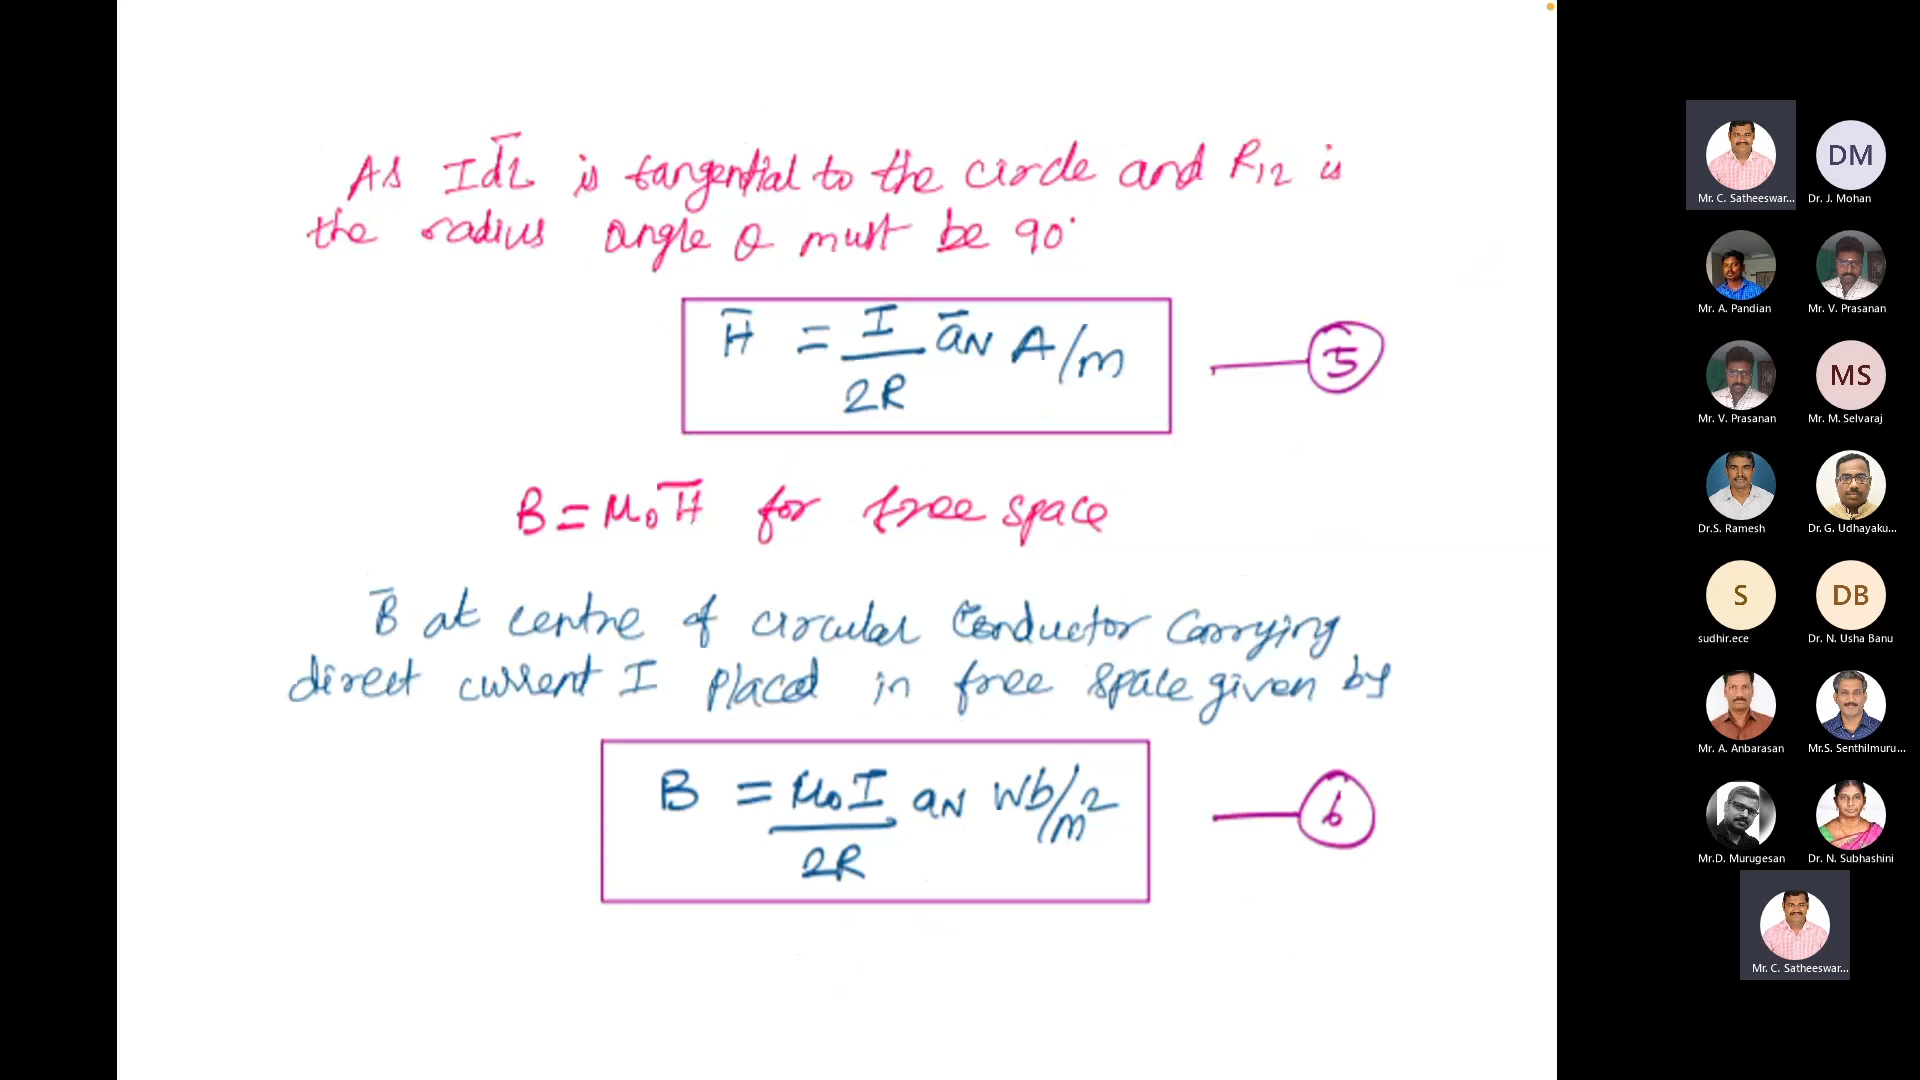 As Id̅L̅ is tangential to the circle and R₁₂ is
the radius angle θ must be 90°
H̅ = I/2R a̅N A/m
5
B = μ₀H̅ for free space
B̅ at centre of circular Conductor Carrying
direct current I placed in free space given by
B = μ₀I/2R aN Wb/m²
6
Mr. C. Satheeswar...
DM
Dr. J. Mohan
Mr. A. Pandian
Mr. V. Prasanan
Mr. V. Prasanan
MS
Mr. M. Selvaraj
Dr.S. Ramesh
Dr. G. Udhayaku...
S
sudhir.ece
DB
Dr. N. Usha Banu
Mr. A. Anbarasan
Mr.S. Senthilmuru...
Mr.D. Murugesan
Dr. N. Subhashini
Mr. C. Satheeswar...